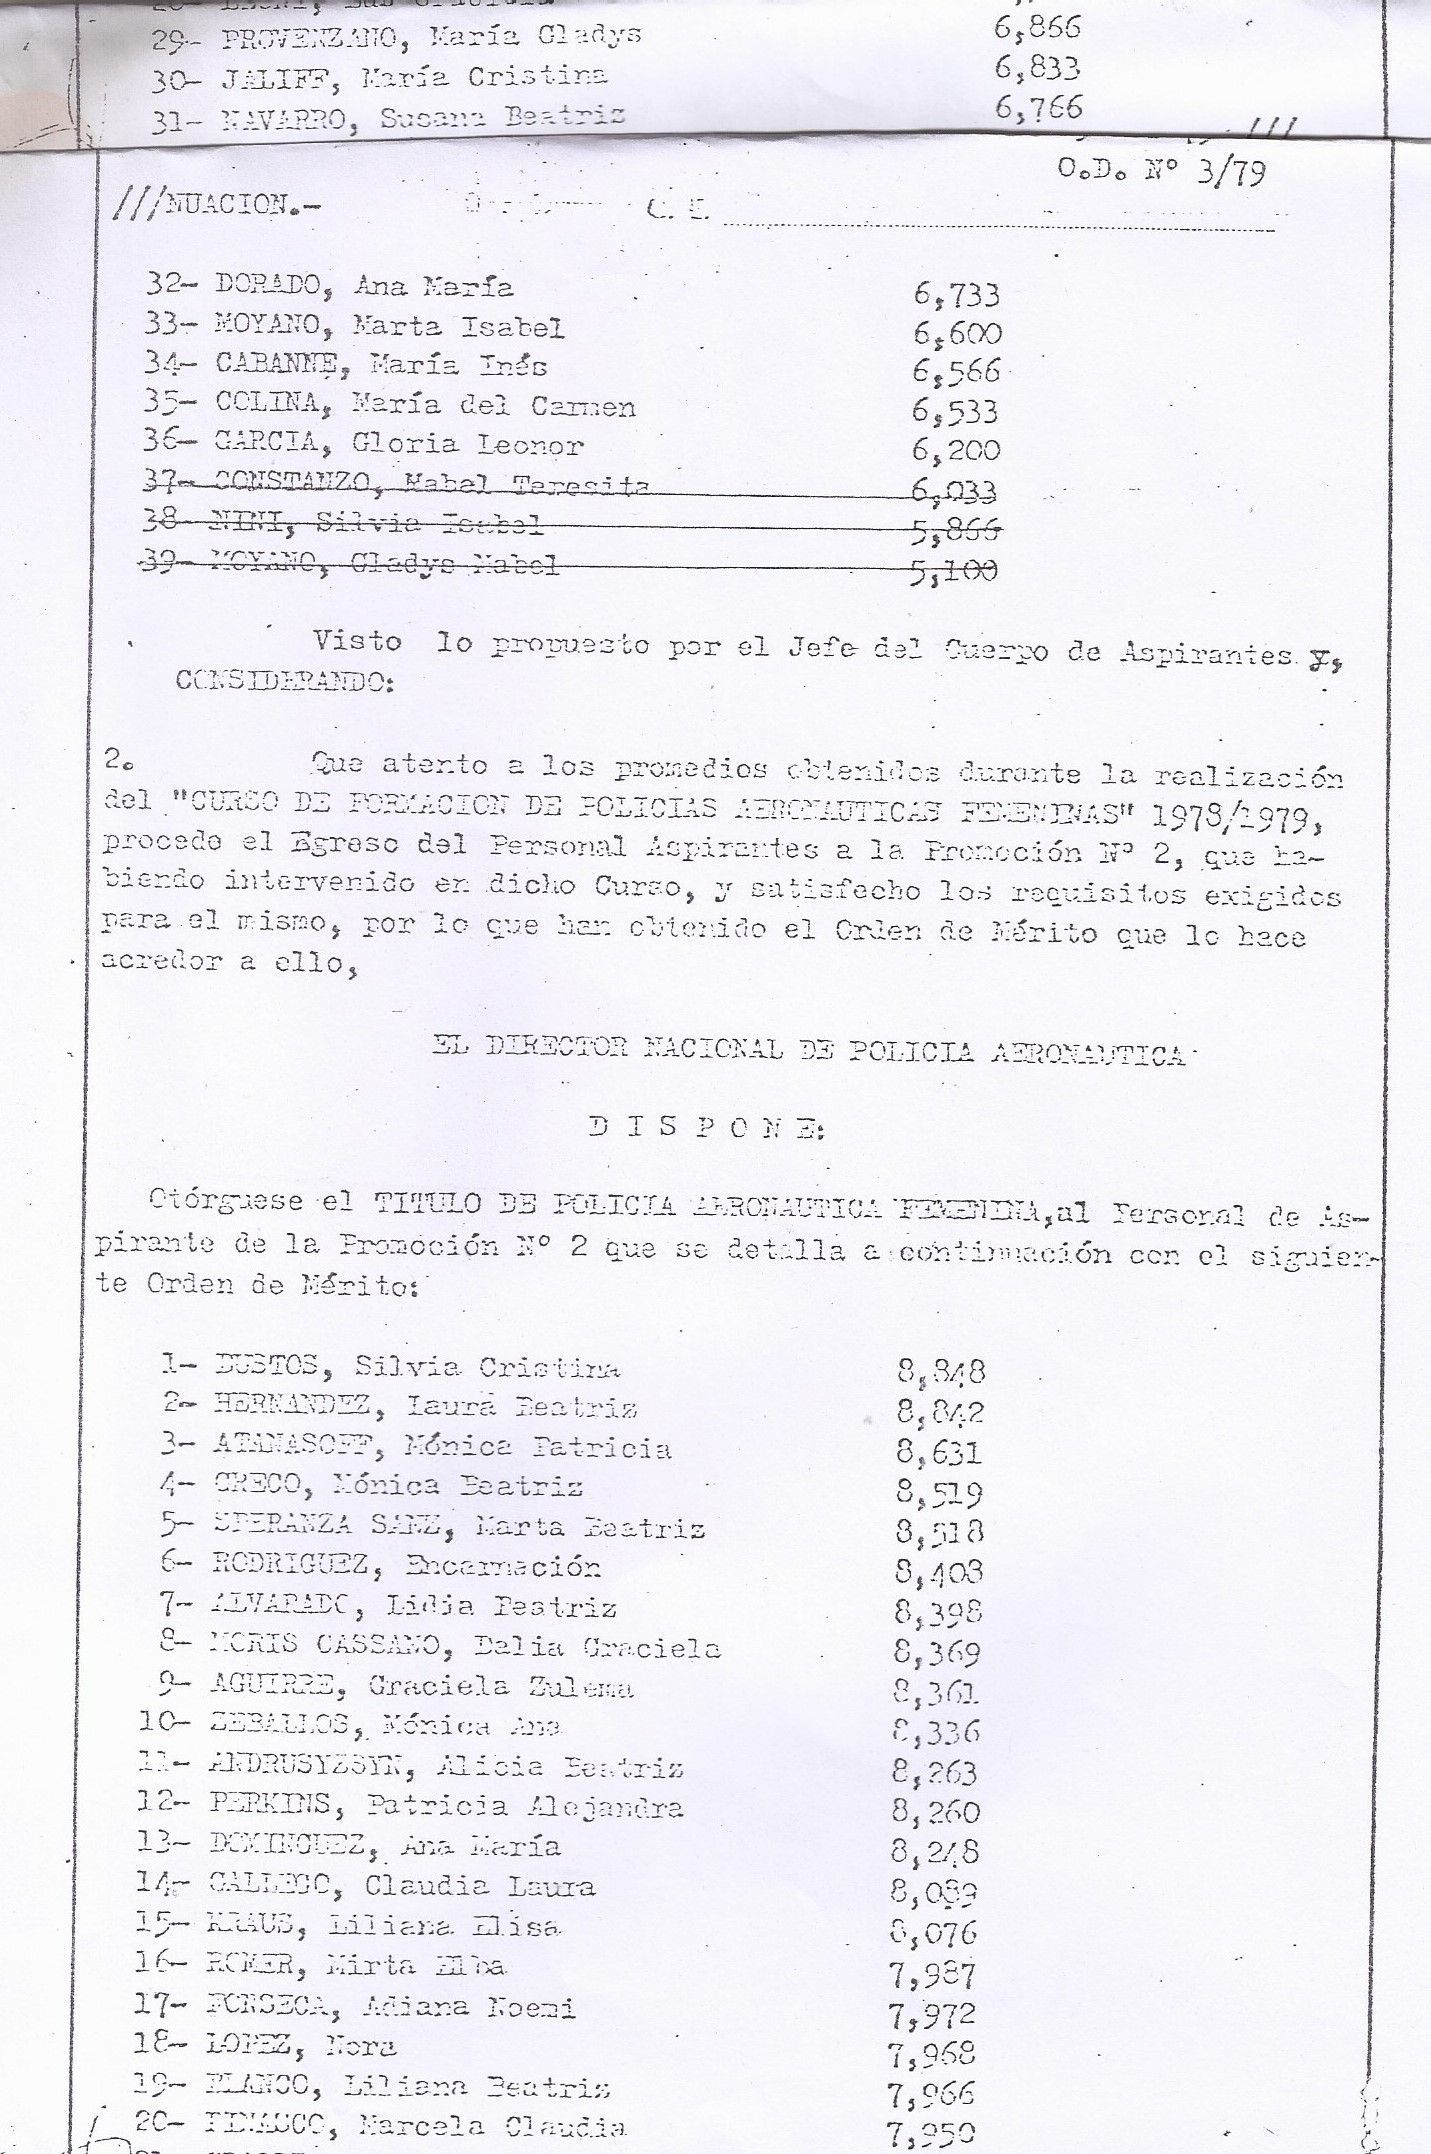 29- PROVENZANO, María Gladys 6,866
30- JALIFF, María Cristina 6,833
31- NAVARRO, Susana Beatriz 6,766
///
O.D. Nº 3/79
///NUACION.-
32- DORADO, Ana María 6,733
33- MOYANO, Marta Isabel 6,600
34- CABANNE, María Inés 6,566
35- COLINA, María del Carmen 6,533
36- GARCIA, Gloria Leonor 6,200
37- CONSTANZO, Mabel Teresita 6,033
38- NINI, Silvia Isabel 5,866
39- MOYANO, Gladys Mabel 5,100
Visto lo propuesto por el Jefe del Cuerpo de Aspirantes y,
CONSIDERANDO:
2. Que atento a los promedios obtenidos durante la realización
del "CURSO DE FORMACION DE POLICIAS AERONAUTICAS FEMENINAS" 1978/1979,
procede el Egreso del Personal Aspirantes a la Promoción Nº 2, que ha-
biendo intervenido en dicho Curso, y satisfecho los requisitos exigidos
para el mismo, por lo que han obtenido el Orden de Mérito que lo hace
acredor a ello,
EL DIRECTOR NACIONAL DE POLICIA AERONAUTICA
D I S P O N E:
Otórguese el TITULO DE POLICIA AERONAUTICA FEMENINA, al Personal de As-
pirante de la Promoción Nº 2 que se detalla a continuación con el siguien-
te Orden de Mérito:
1- BUSTOS, Silvia Cristina 8,848
2- HERNANDEZ, Laura Beatriz 8,842
3- ATANASOFF, Mónica Patricia 8,631
4- GRECO, Mónica Beatriz 8,519
5- SPERANZA SANZ, Marta Beatriz 8,518
6- RODRIGUEZ, Encarnación 8,403
7- ALVARADO, Lidia Beatriz 8,398
8- MORIS CASSANO, Dalia Graciela 8,369
9- AGUIRRE, Graciela Zulema 8,361
10- ZEBALLOS, Mónica Ana 8,336
11- ANDRUSYZSYN, Alicia Beatriz 8,263
12- PERKINS, Patricia Alejandra 8,260
13- DOMINGUEZ, Ana María 8,248
14- GALLEGO, Claudia Laura 8,089
15- KRAUS, Liliana Elisa 8,076
16- ROMER, Mirta Elba 7,987
17- FONSECA, Adiana Noemi 7,972
18- LOPEZ, Nora 7,968
19- BLANCO, Liliana Beatriz 7,966
20- PINASCO, Marcela Claudia 7,950